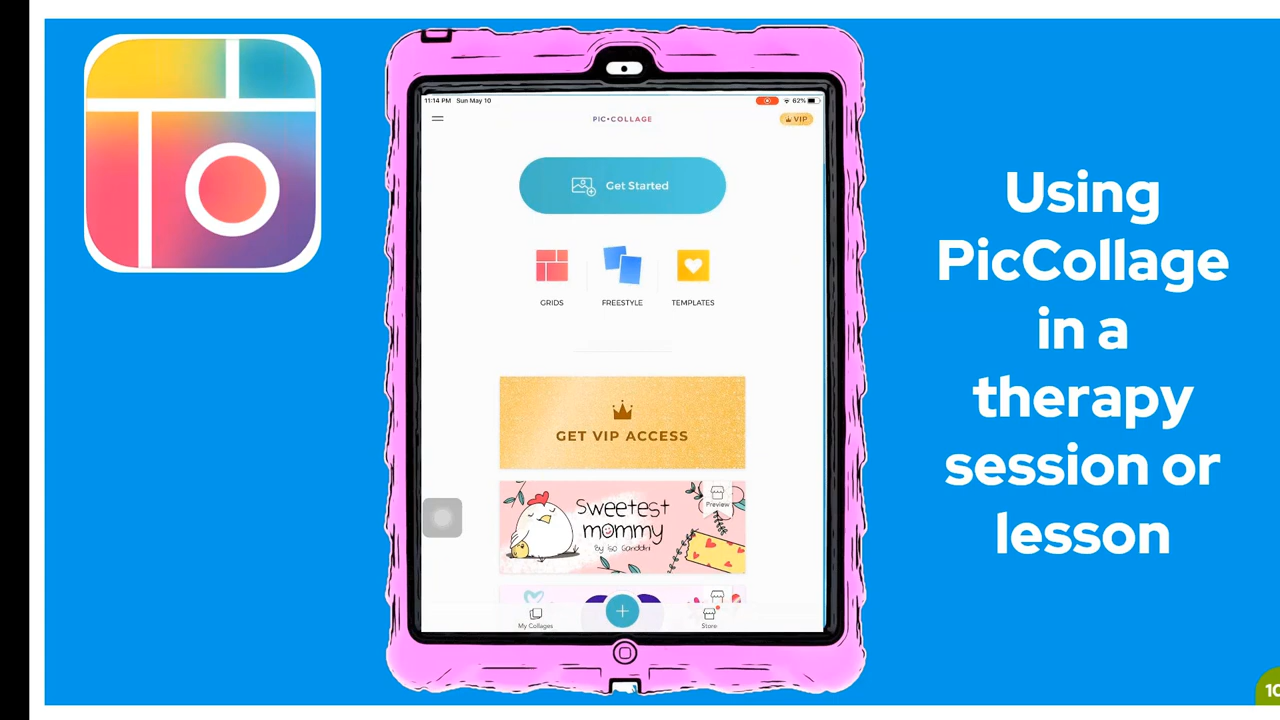 11:14 PM Sun May 10
62%
PIC•COLLAGE
VIP
Get Started
GRIDS
FREESTYLE
TEMPLATES
GET VIP ACCESS
Preview
Sweetest
mommy
My Collages
Store
Using
PicCollage
in a
therapy
session or
lesson
10